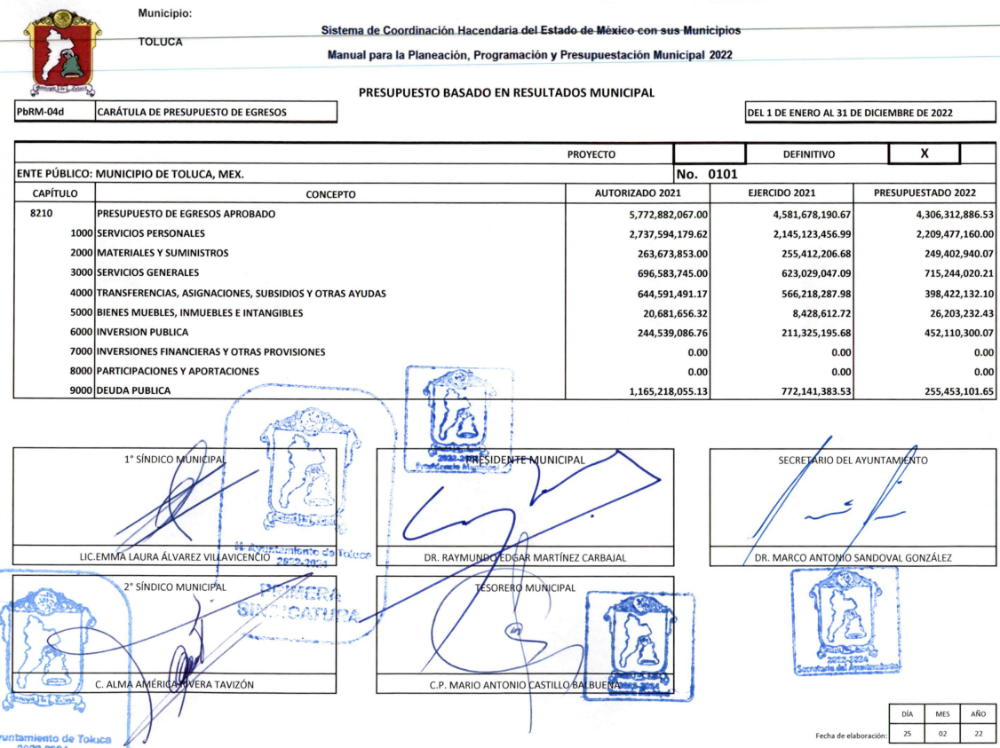 Municipio:
TOLUCA
Sistema de Coordinación Hacendaria del Estado de México con sus Municipios
Manual para la Planeación, Programación y Presupuestación Municipal 2022
PRESUPUESTO BASADO EN RESULTADOS MUNICIPAL
PbRM-04d CARÁTULA DE PRESUPUESTO DE EGRESOS DEL 1 DE ENERO AL 31 DE DICIEMBRE DE 2022
PROYECTO DEFINITIVO X
ENTE PÚBLICO: MUNICIPIO DE TOLUCA, MEX. No. 0101
CAPÍTULO CONCEPTO AUTORIZADO 2021 EJERCIDO 2021 PRESUPUESTADO 2022
8210 PRESUPUESTO DE EGRESOS APROBADO 5,772,882,067.00 4,581,678,190.67 4,306,312,886.53
1000 SERVICIOS PERSONALES 2,737,594,179.62 2,145,123,456.99 2,209,477,160.00
2000 MATERIALES Y SUMINISTROS 263,673,853.00 255,412,206.68 249,402,940.07
3000 SERVICIOS GENERALES 696,583,745.00 623,029,047.09 715,244,020.21
4000 TRANSFERENCIAS, ASIGNACIONES, SUBSIDIOS Y OTRAS AYUDAS 644,591,491.17 566,218,287.98 398,422,132.10
5000 BIENES MUEBLES, INMUEBLES E INTANGIBLES 20,681,656.32 8,428,612.72 26,203,232.43
6000 INVERSION PUBLICA 244,539,086.76 211,325,195.68 452,110,300.07
7000 INVERSIONES FINANCIERAS Y OTRAS PROVISIONES 0.00 0.00 0.00
8000 PARTICIPACIONES Y APORTACIONES 0.00 0.00 0.00
9000 DEUDA PUBLICA 1,165,218,055.13 772,141,383.53 255,453,101.65
1° SÍNDICO MUNICIPAL PRESIDENTE MUNICIPAL SECRETARIO DEL AYUNTAMIENTO
Presidencia Municipal
H. Ayuntamiento de Toluca
2022-2024
LIC.EMMA LAURA ÁLVAREZ VILLAVICENCIO DR. RAYMUNDO EDGAR MARTÍNEZ CARBAJAL DR. MARCO ANTONIO SANDOVAL GONZÁLEZ
2° SÍNDICO MUNICIPAL TESORERO MUNICIPAL
PRIMERA
SINDICATURA
2022-2024
Secretaría del Ayuntamiento
C. ALMA AMÉRICA RIVERA TAVIZÓN C.P. MARIO ANTONIO CASTILLO BALBUENA
2022-2024
DÍA MES AÑO
Fecha de elaboración: 25 02 22
yuntamiento de Toluca
2022-2024